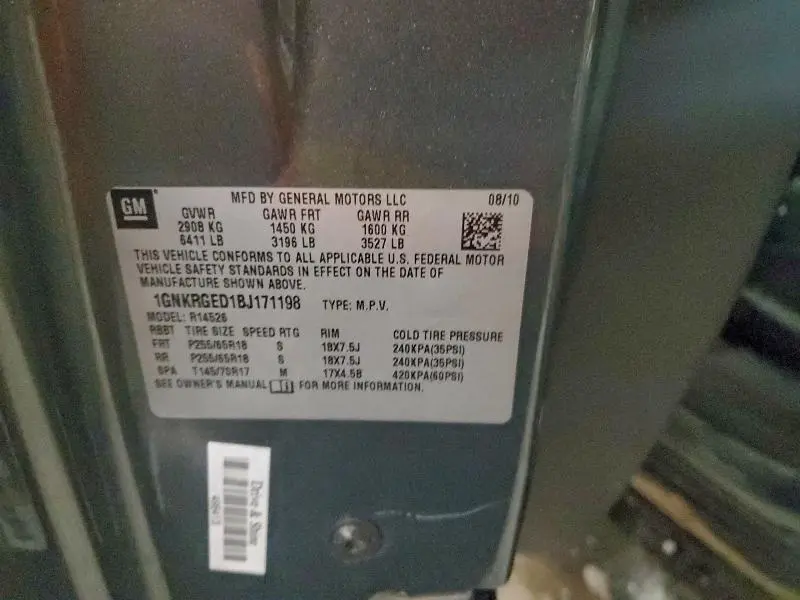 GM
MFD BY GENERAL MOTORS LLC 08/10
GVWR GAWR FRT GAWR RR
2908 KG 1450 KG 1600 KG
6411 LB 3196 LB 3527 LB
THIS VEHICLE CONFORMS TO ALL APPLICABLE U.S. FEDERAL MOTOR
VEHICLE SAFETY STANDARDS IN EFFECT ON THE DATE OF
MANUFACTURE SHOWN ABOVE.
1GNKRGED1BJ171198 TYPE: M.P.V.
MODEL: R14526
TIRE SIZE SPEED RTG RIM COLD TIRE PRESSURE
FRT P255/65R18 S 18X7.5J 240KPA(35PSI)
RR P255/65R18 S 18X7.5J 240KPA(35PSI)
SPA T145/70R17 M 17X4.5B 420KPA(60PSI)
SEE OWNER'S MANUAL FOR MORE INFORMATION.
Drive & Shine